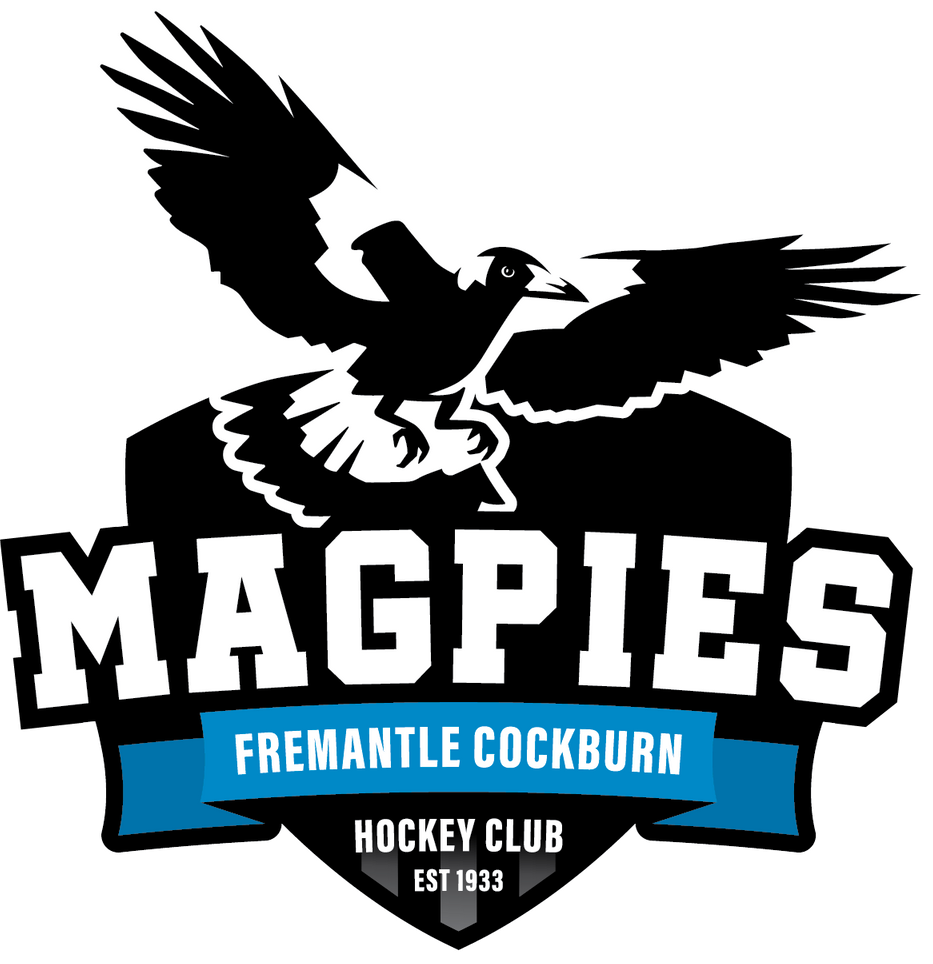 MAGPIES
FREMANTLE COCKBURN
HOCKEY CLUB
EST 1933